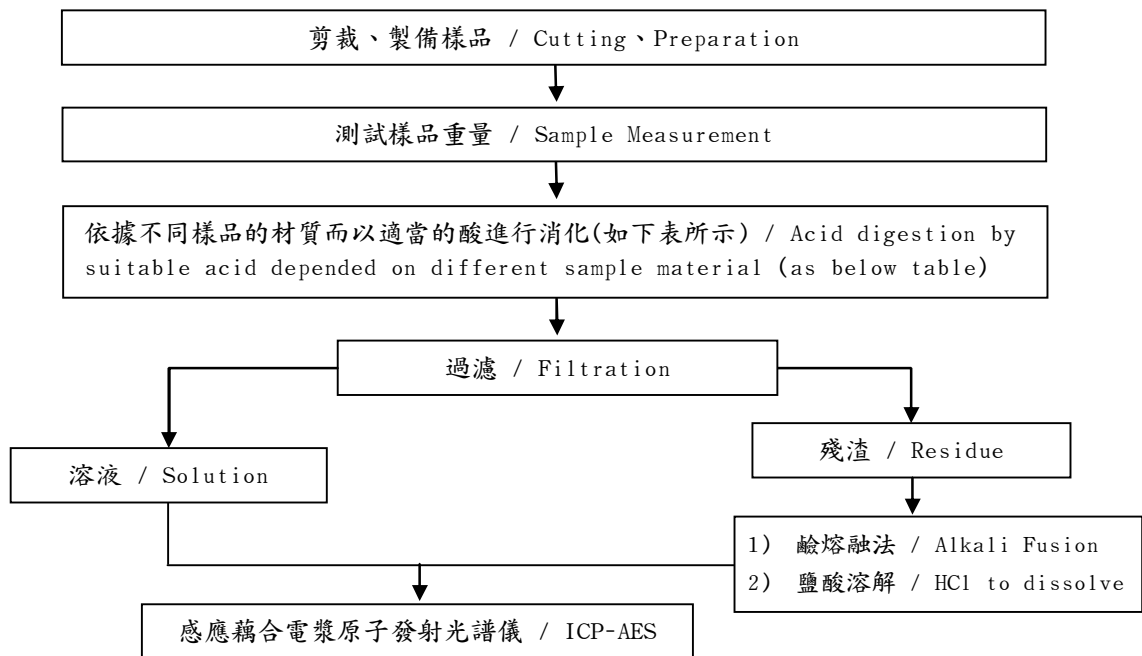 剪裁、製備樣品 / Cutting、Preparation
測試樣品重量 / Sample Measurement
依據不同樣品的材質而以適當的酸進行消化(如下表所示) / Acid digestion by
suitable acid depended on different sample material (as below table)
過濾 / Filtration
溶液 / Solution
殘渣 / Residue
1) 鹼熔融法 / Alkali Fusion
2) 鹽酸溶解 / HCl to dissolve
感應藕合電漿原子發射光譜儀 / ICP-AES